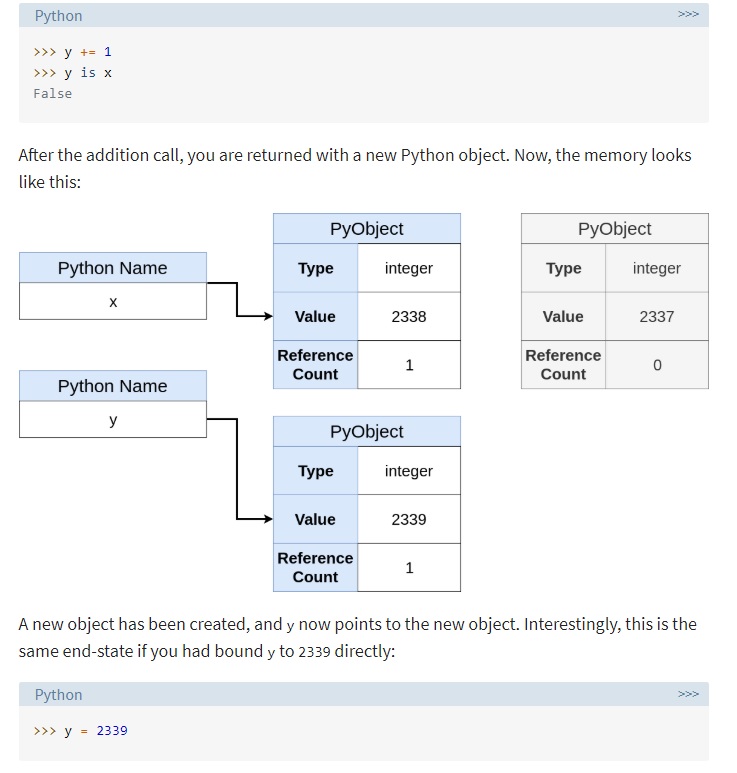 Python
>>>
>>> y += 1
>>> y is x
False
After the addition call, you are returned with a new Python object. Now, the memory looks
like this:
Python Name
x
PyObject
Type integer
Value 2338
Reference Count 1
PyObject
Type integer
Value 2337
Reference Count 0
Python Name
y
PyObject
Type integer
Value 2339
Reference Count 1
A new object has been created, and y now points to the new object. Interestingly, this is the
same end-state if you had bound y to 2339 directly:
Python
>>>
>>> y = 2339